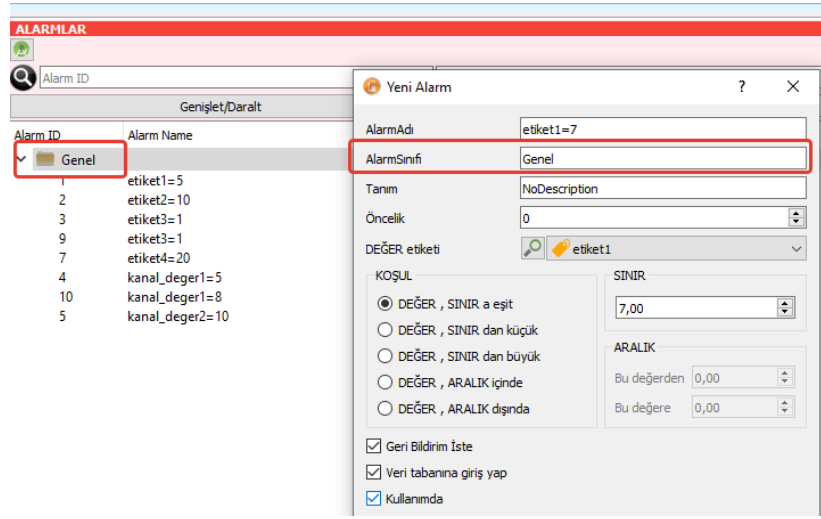 ALARMLAR
Alarm ID
Genişlet/Daralt
Alarm ID Alarm Name
Genel
1 etiket1=5
2 etiket2=10
3 etiket3=1
9 etiket3=1
7 etiket4=20
4 kanal_deger1=5
10 kanal_deger1=8
5 kanal_deger2=10
Yeni Alarm ?
AlarmAdı etiket1=7
AlarmSınıfı Genel
Tanım NoDescription
Öncelik 0
DEĞER etiketi etiket1
KOŞUL
DEĞER , SINIR a eşit
DEĞER , SINIR dan küçük
DEĞER , SINIR dan büyük
DEĞER , ARALIK içinde
DEĞER , ARALIK dışında
SINIR
7,00
ARALIK
Bu değerden 0,00
Bu değere 0,00
Geri Bildirim İste
Veri tabanına giriş yap
Kullanımda